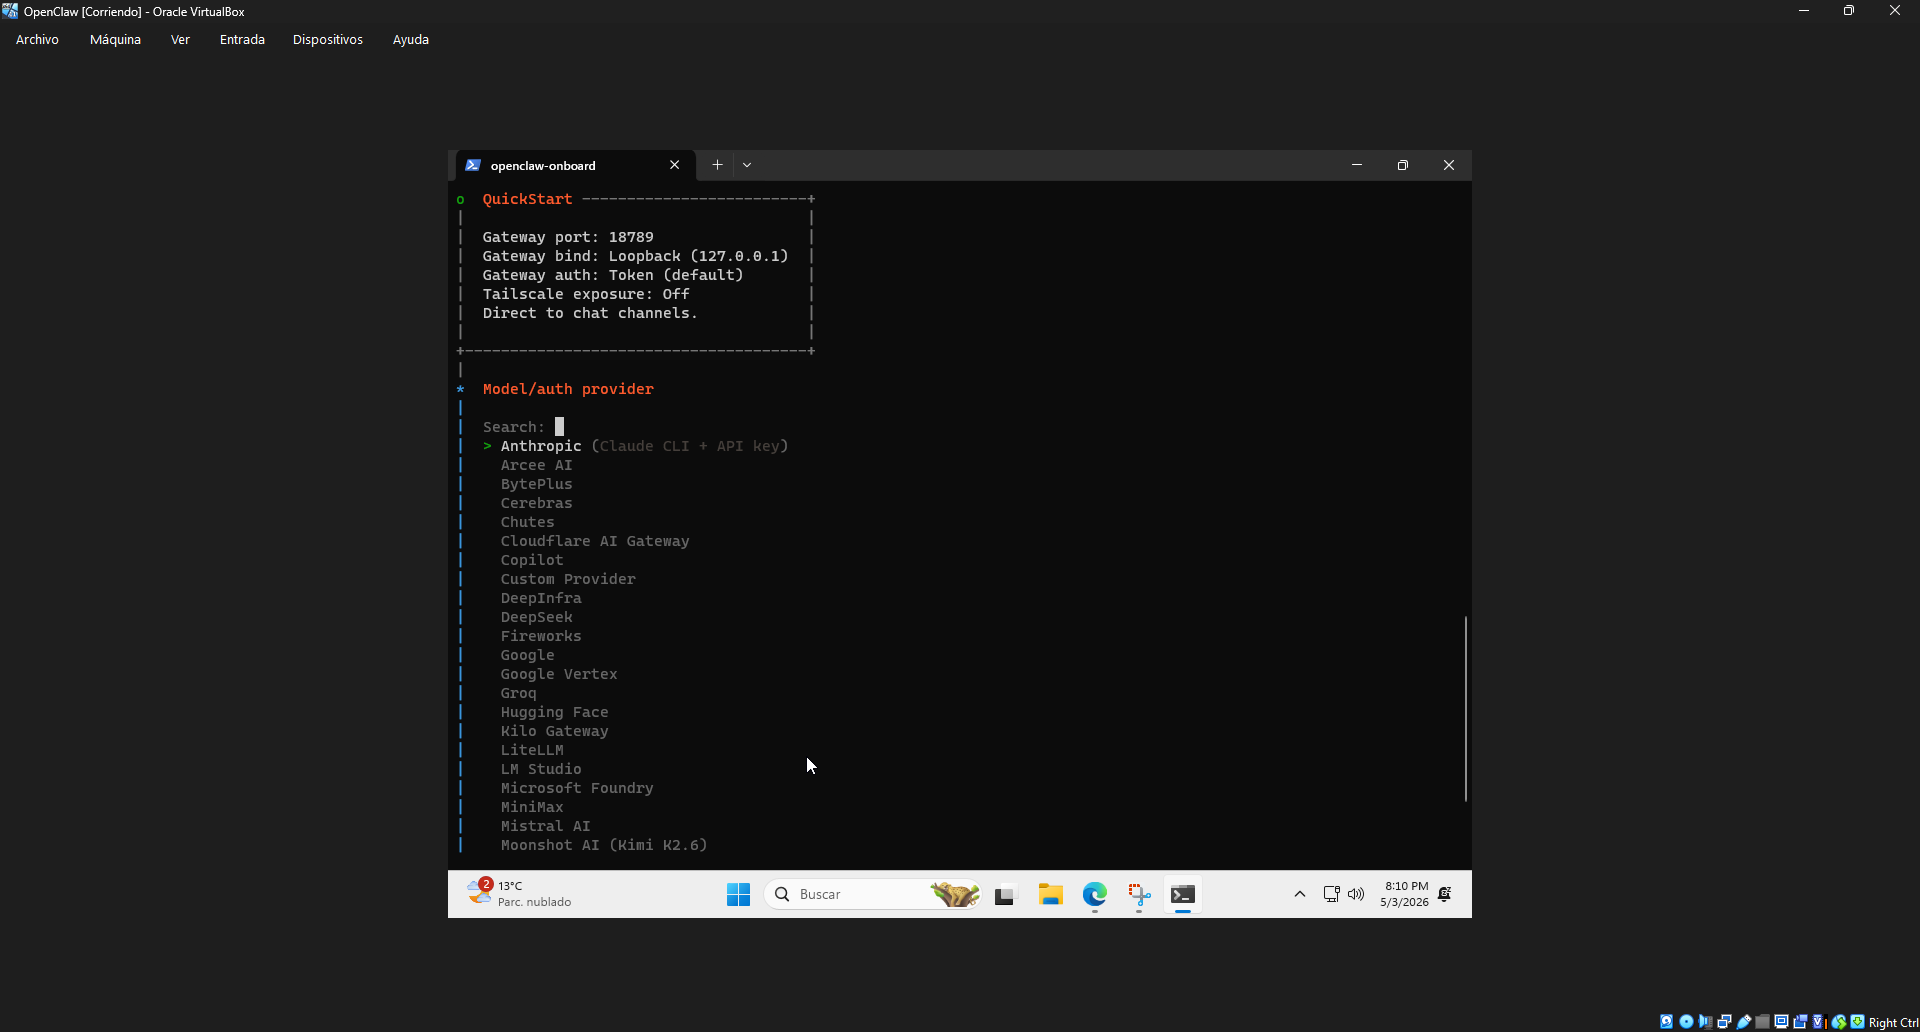 OpenClaw [Corriendo] - Oracle VirtualBox
Archivo Máquina Ver Entrada Dispositivos Ayuda
openclaw-onboard
QuickStart
Gateway port: 18789
Gateway bind: Loopback (127.0.0.1)
Gateway auth: Token (default)
Tailscale exposure: Off
Direct to chat channels.
* Model/auth provider
Search:
> Anthropic (Claude CLI + API key)
Arcee AI
BytePlus
Cerebras
Chutes
Cloudflare AI Gateway
Copilot
Custom Provider
DeepInfra
DeepSeek
Fireworks
Google
Google Vertex
Groq
Hugging Face
Kilo Gateway
LiteLLM
LM Studio
Microsoft Foundry
MiniMax
Mistral AI
Moonshot AI (Kimi K2.6)
2
13°C
Parc. nublado
Buscar
8:10 PM
5/3/2026
Right Ctrl